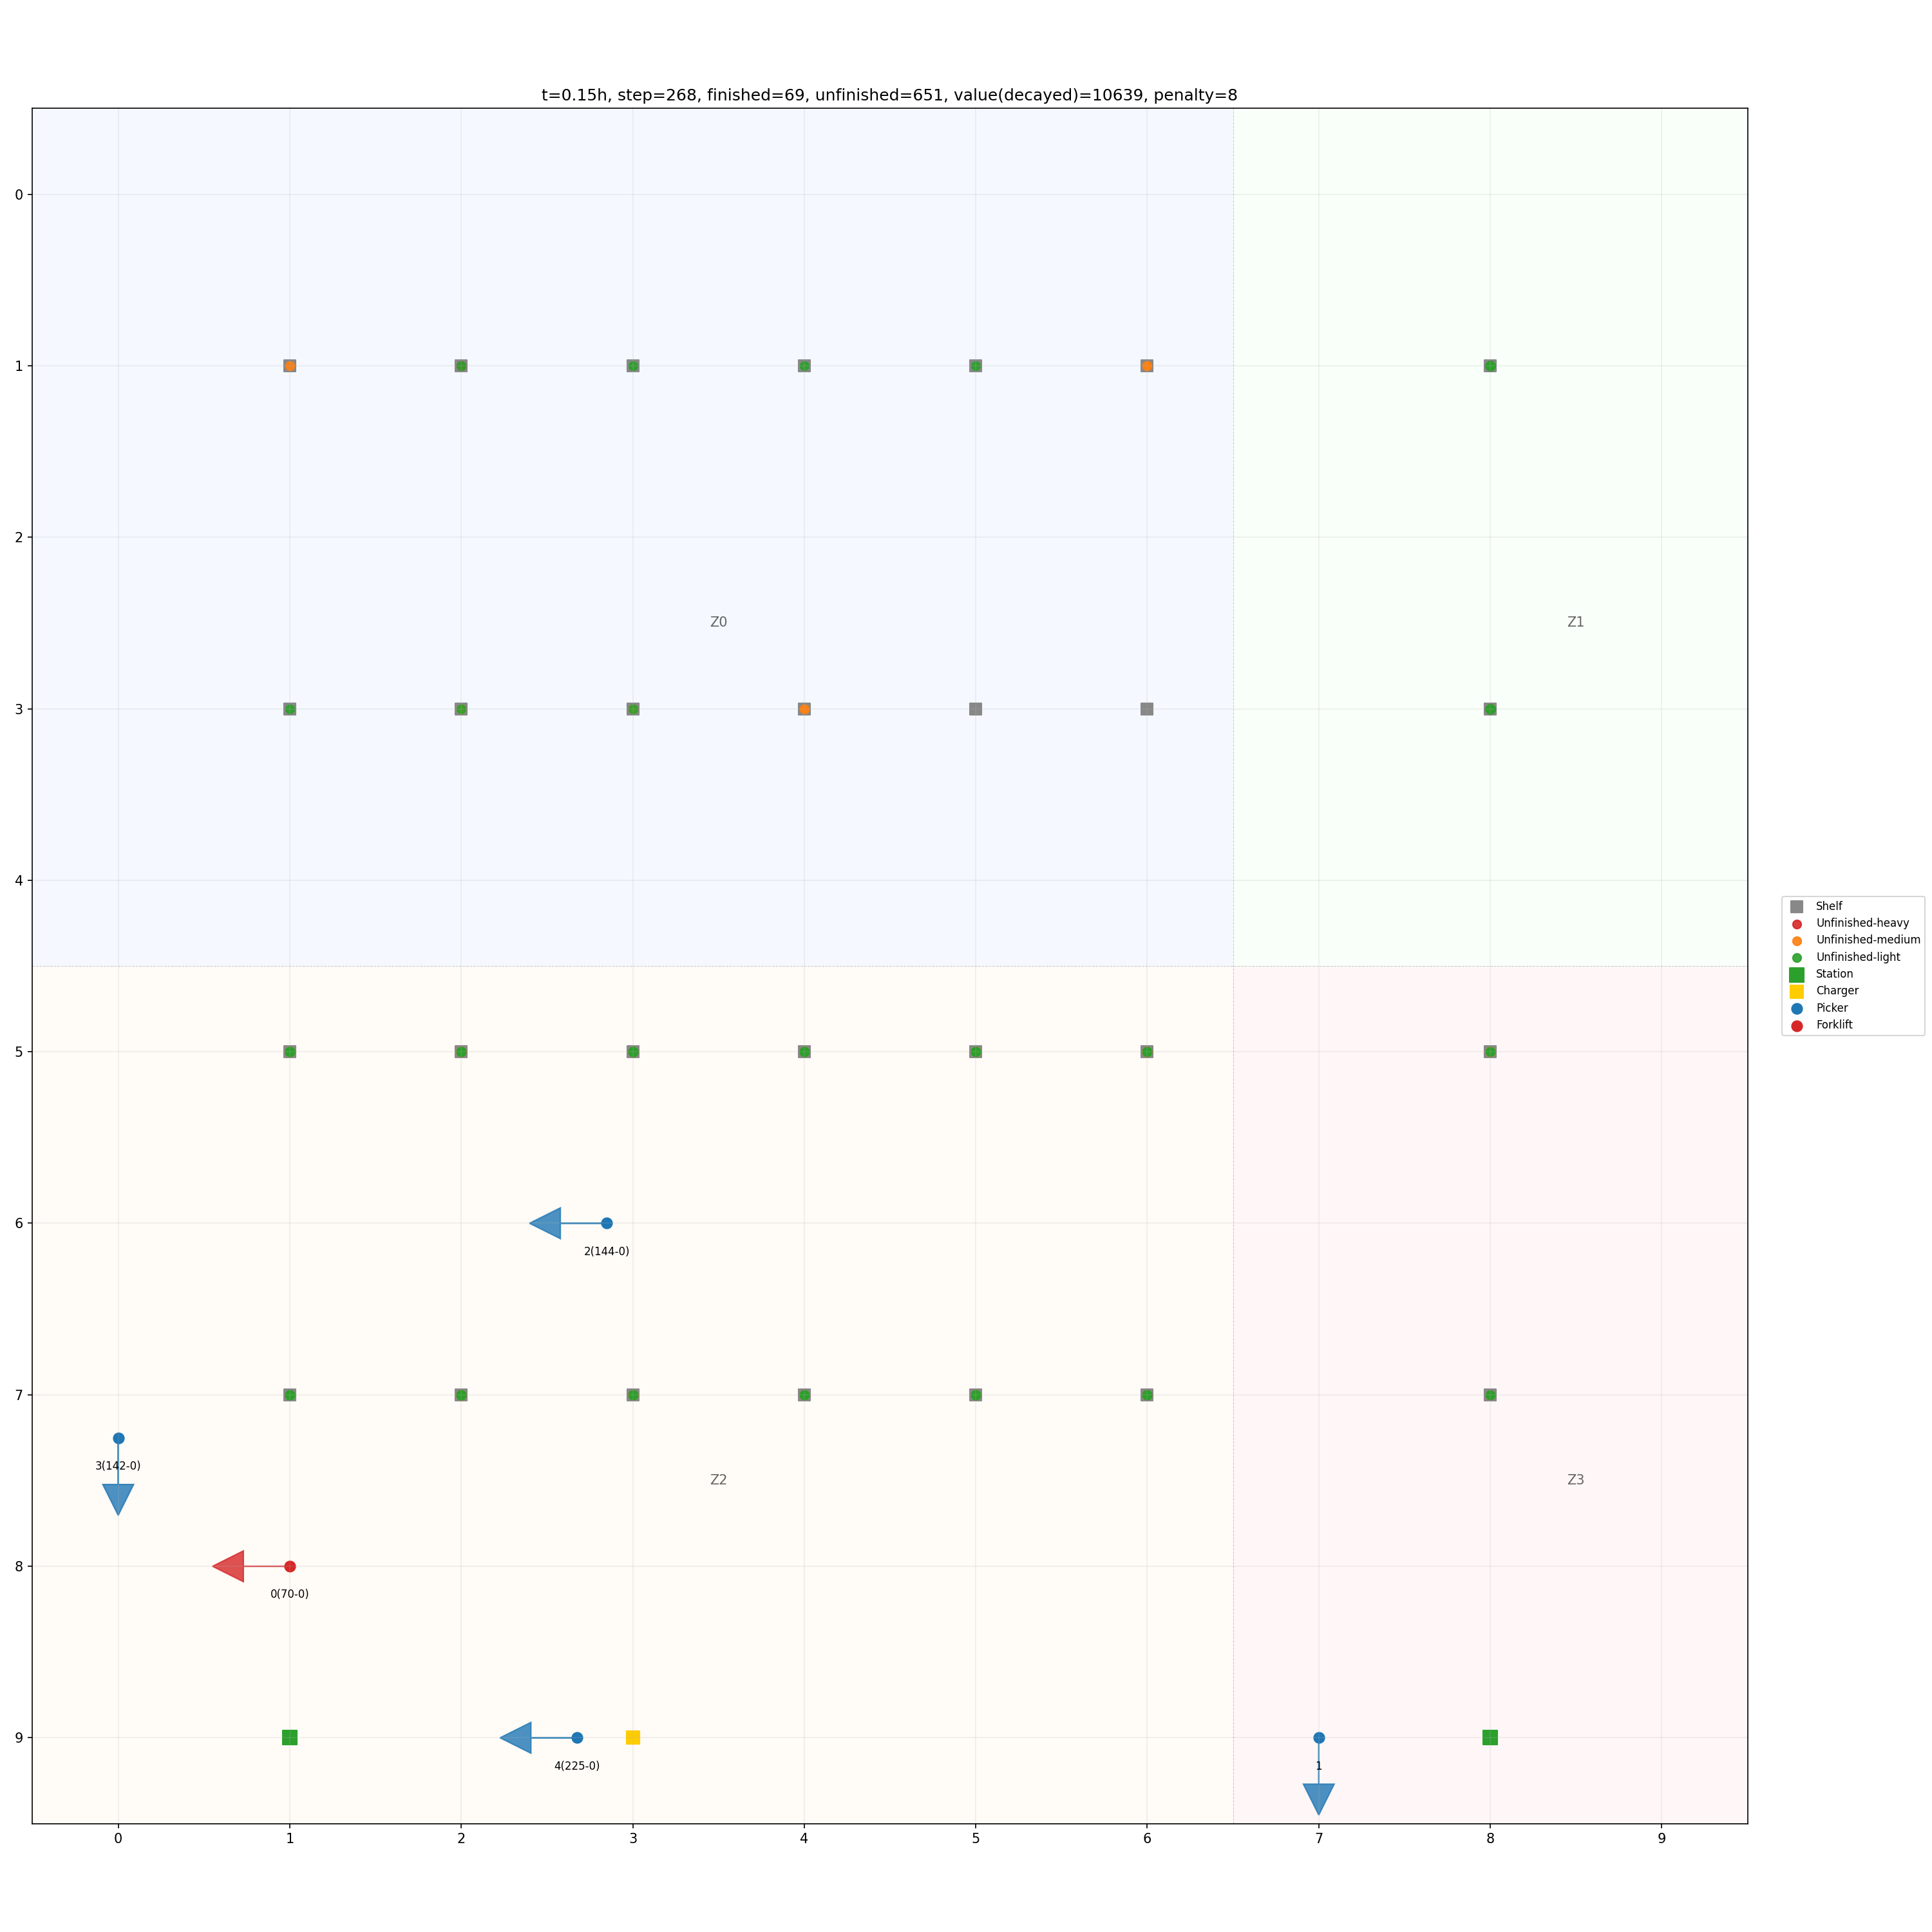 t=0.15h, step=268, finished=69, unfinished=651, value(decayed)=10639, penalty=8
0
1
2
Z0
Z1
3
4
Shelf
Unfinished-heavy
Unfinished-medium
Unfinished-light
Station
Charger
Picker
Forklift
5
6
2(144-0)
7
3(142-0)
Z2
Z3
8
0(70-0)
9
4(225-0)
1
0 1 2 3 4 5 6 7 8 9